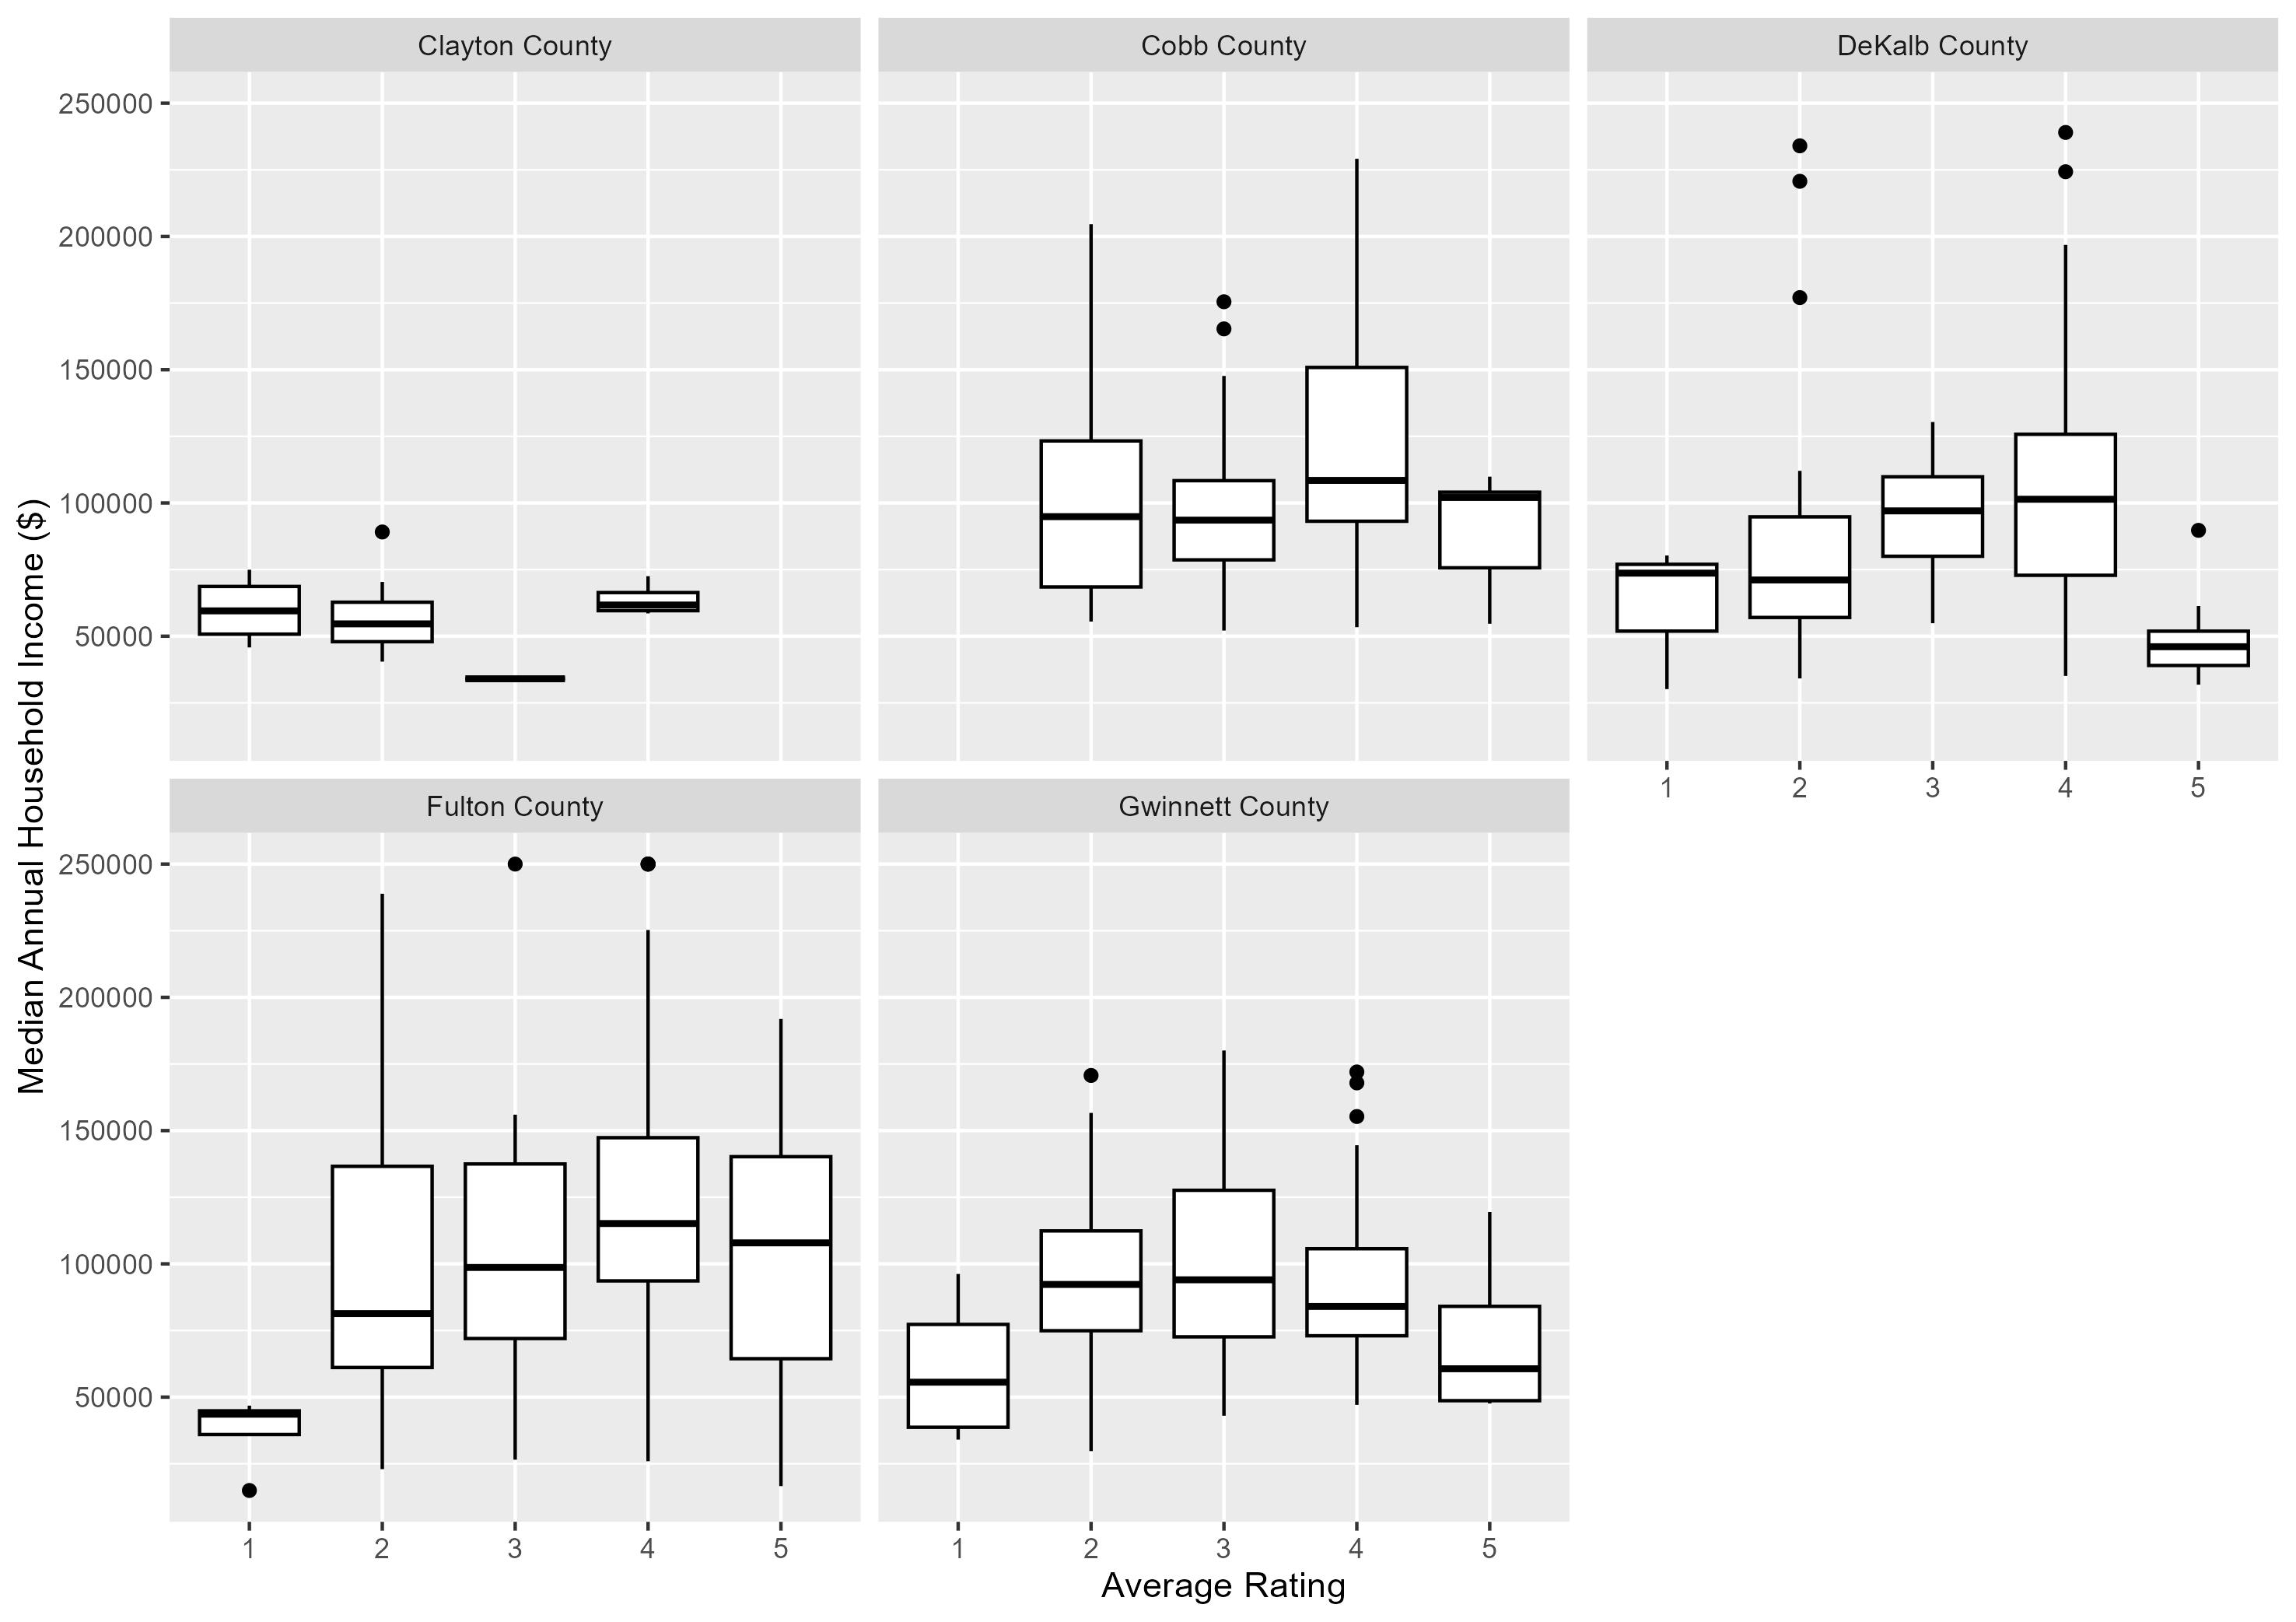 Clayton County
Cobb County
DeKalb County
250000
200000
150000
100000
50000
1 2 3 4 5
Fulton County
Gwinnett County
250000
200000
150000
100000
50000
1 2 3 4 5
1 2 3 4 5
Median Annual Household Income ($)
Average Rating